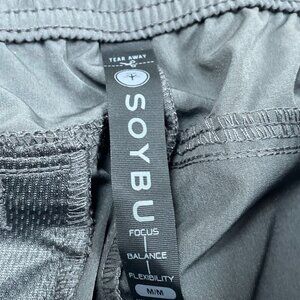 TEAR AWAY
SOYBU
FOCUS
BALANCE
FLEXIBILITY
M/M